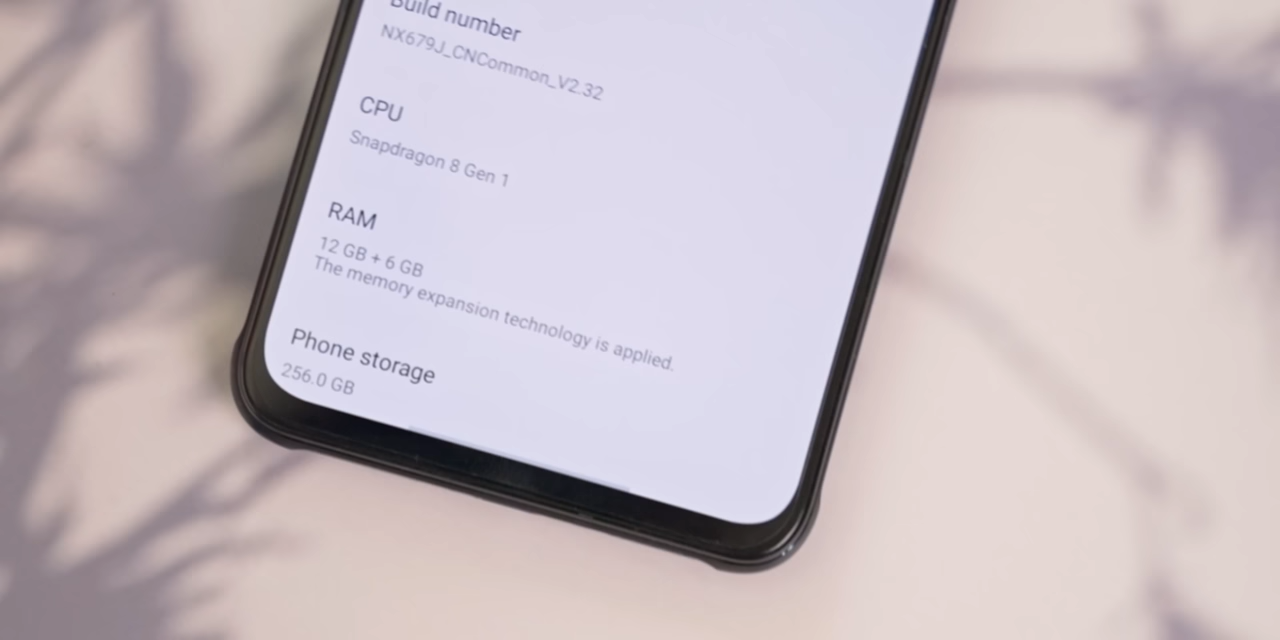 Build number
NX679J_CNCommon_V2.32
CPU
Snapdragon 8 Gen 1
RAM
12 GB + 6 GB
The memory expansion technology is applied.
Phone storage
256.0 GB